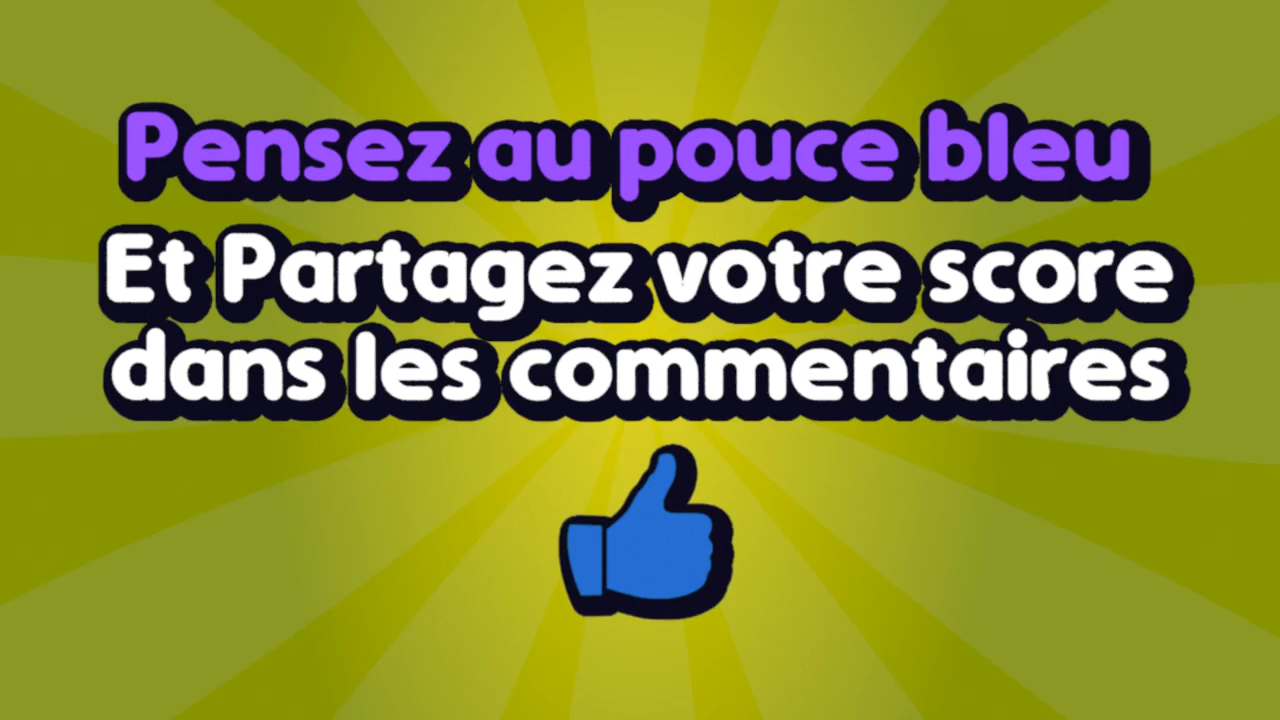 Pensez au pouce bleu
Et Partagez votre score
dans les commentaires